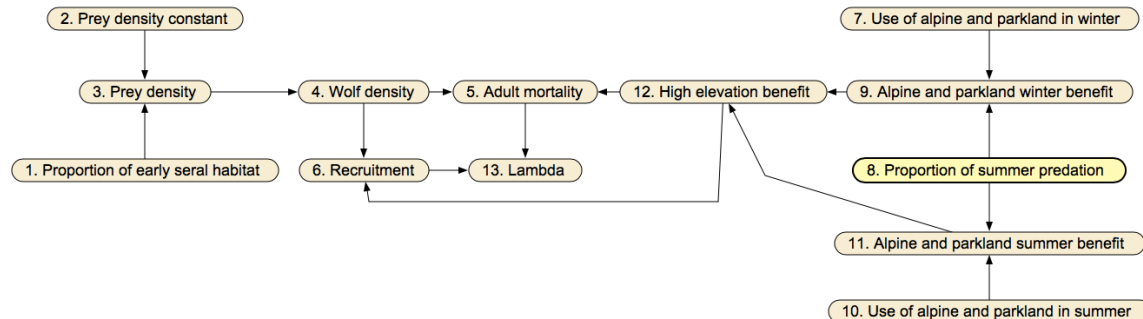 2. Prey density constant
7. Use of alpine and parkland in winter
3. Prey density
4. Wolf density
5. Adult mortality
12. High elevation benefit
9. Alpine and parkland winter benefit
1. Proportion of early seral habitat
6. Recruitment
13. Lambda
8. Proportion of summer predation
11. Alpine and parkland summer benefit
10. Use of alpine and parkland in summer